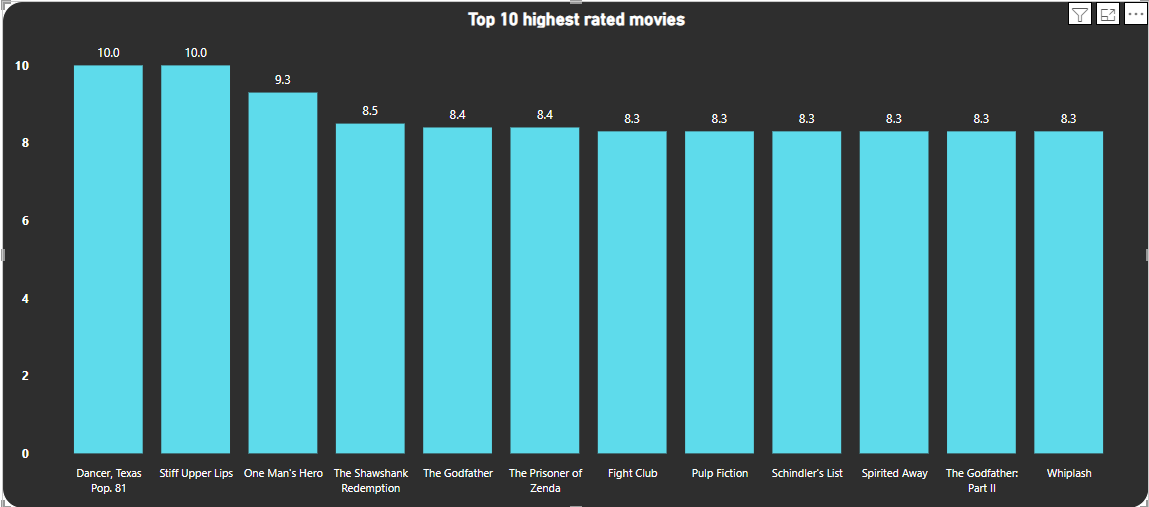 Top 10 highest rated movies
10.0 10.0 9.3 8.5 8.4 8.4 8.3 8.3 8.3 8.3 8.3 8.3
10
8
6
4
2
0
Dancer, Texas Pop. 81
Stiff Upper Lips
One Man's Hero
The Shawshank Redemption
The Godfather
The Prisoner of Zenda
Fight Club
Pulp Fiction
Schindler's List
Spirited Away
The Godfather: Part II
Whiplash